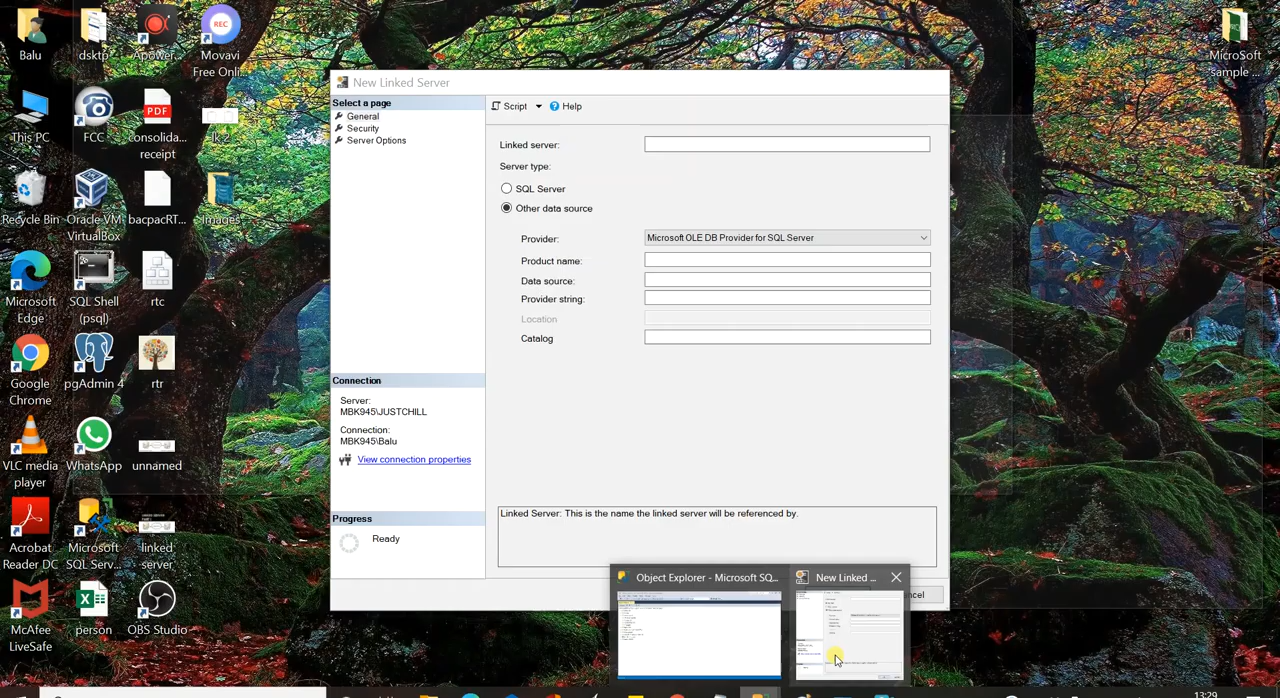 Balu
dsktp
Apower...
Movavi
Free Onli...
REC
This PC
FCC
PDF
consolida...
receipt
Recycle Bin
Oracle VM
VirtualBox
bacpacRT...
Images
Microsoft
Edge
SQL Shell
(psql)
rtc
Google
Chrome
pgAdmin 4
rtr
VLC media
player
WhatsApp
unnamed
Acrobat
Reader DC
Microsoft
SQL Serv...
linked
server
McAfee
LiveSafe
person
OBS Studio
MicroSoft
sample ...
New Linked Server
Select a page
General
Security
Server Options
Script
Help
Linked server:
Server type:
SQL Server
Other data source
Provider:
Microsoft OLE DB Provider for SQL Server
Product name:
Data source:
Provider string:
Location
Catalog
Connection
Server:
MBK945\JUSTCHILL
Connection:
MBK945\Balu
View connection properties
Progress
Ready
Linked Server: This is the name the linked server will be referenced by.
Object Explorer - Microsoft SQ...
New Linked ...
13:29